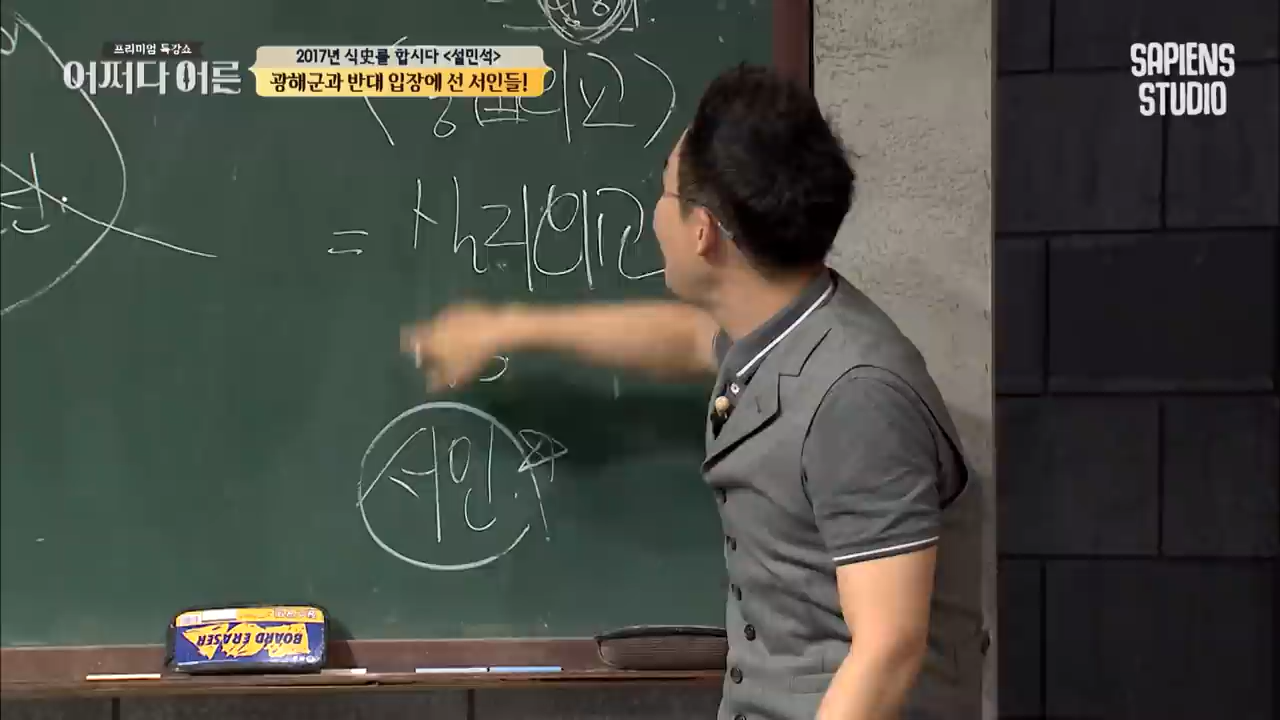 프리미엄 특강쇼
어쩌다 어른
2017년 식史를 합시다 <설민석>
광해군과 반대 입장에 선 서인들!
SAPIENS
STUDIO
= 실리외교
서인
BOARD ERASER